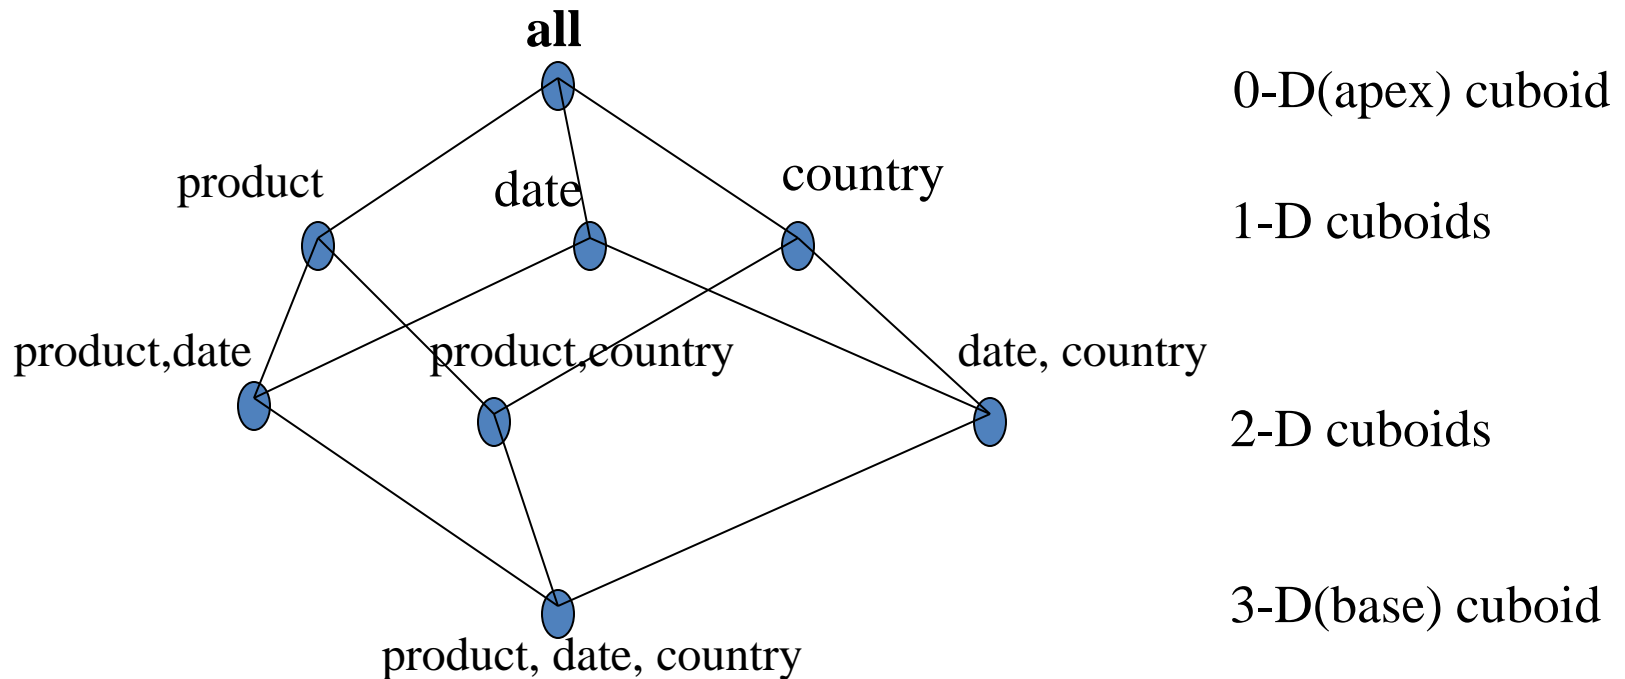 all
0-D(apex) cuboid
product
date
country
1-D cuboids
product,date
product,country
date, country
2-D cuboids
3-D(base) cuboid
product, date, country